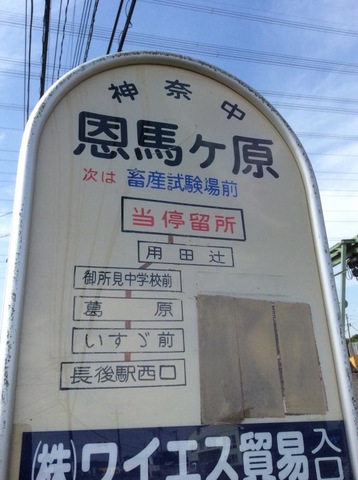 神奈中
恩馬ヶ原
次は 畜産試験場前
当停留所
用田辻
御所見中学校前
葛原
いすゞ前
長後駅西口
㈱ワイエス貿易入口